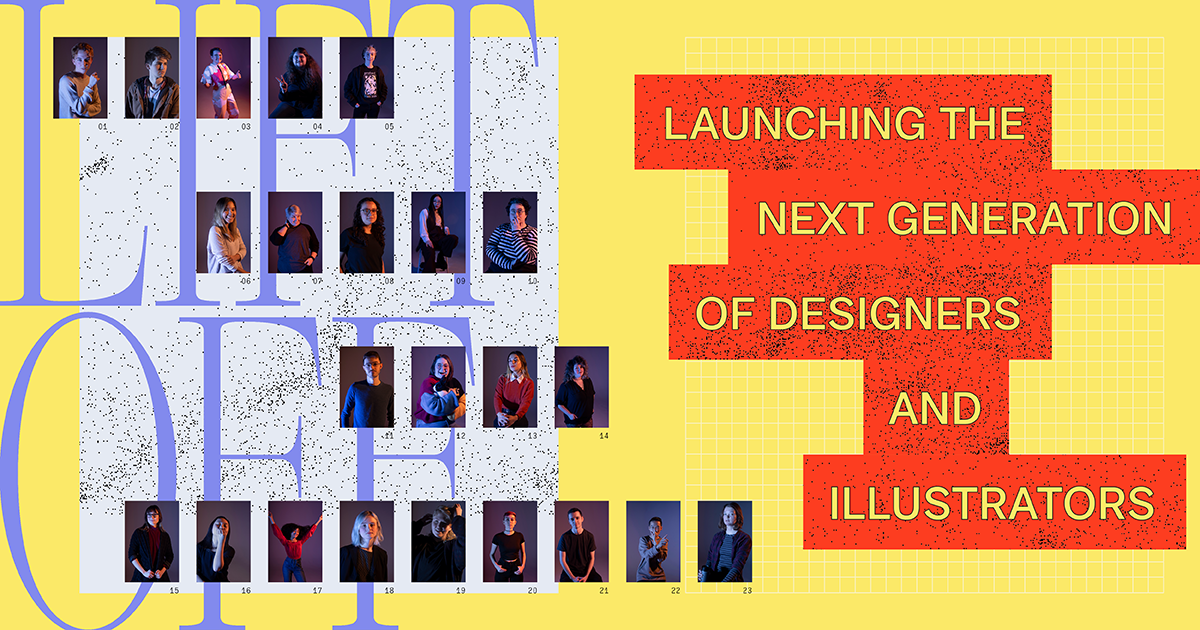 LIFT
OFF
01 02 03 04 05
06 07 08 09 10
11 12 13 14
15 16 17 18 19 20 21 22 23
LAUNCHING THE
NEXT GENERATION
OF DESIGNERS
AND
ILLUSTRATORS